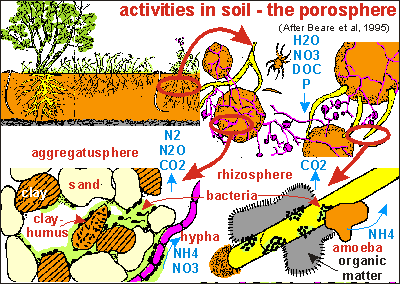 activities in soil - the porosphere
(After Beare et al, 1995)
H2O
NO3
DOC
P
N2
N2O
CO2
aggregatusphere
rhizosphere
CO2
sand
clay
bacteria
clay-
humus
hypha
NH4
NO3
amoeba
NH4
organic
matter